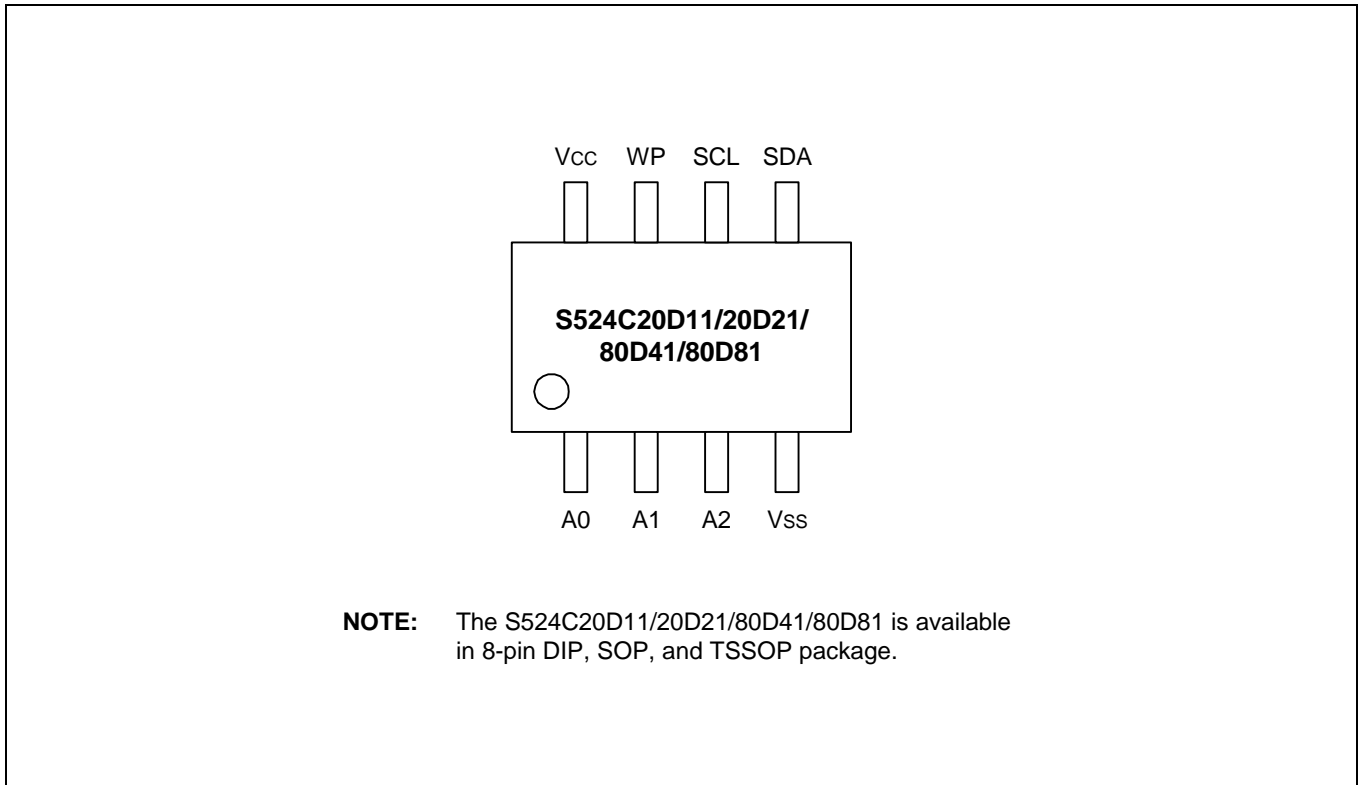 Vcc WP SCL SDA
S524C20D11/20D21/
80D41/80D81
A0 A1 A2 Vss
NOTE: The S524C20D11/20D21/80D41/80D81 is available
in 8-pin DIP, SOP, and TSSOP package.